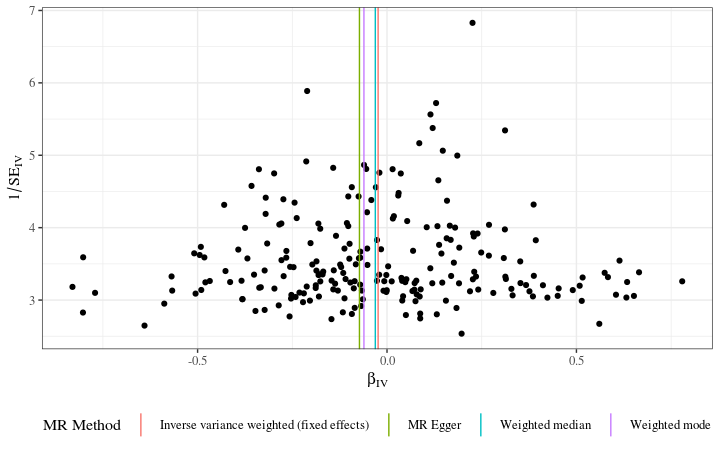 7
6
5
4
3
1/SE_IV
-0.5
0.0
0.5
β_IV
MR Method
Inverse variance weighted (fixed effects)
MR Egger
Weighted median
Weighted mode